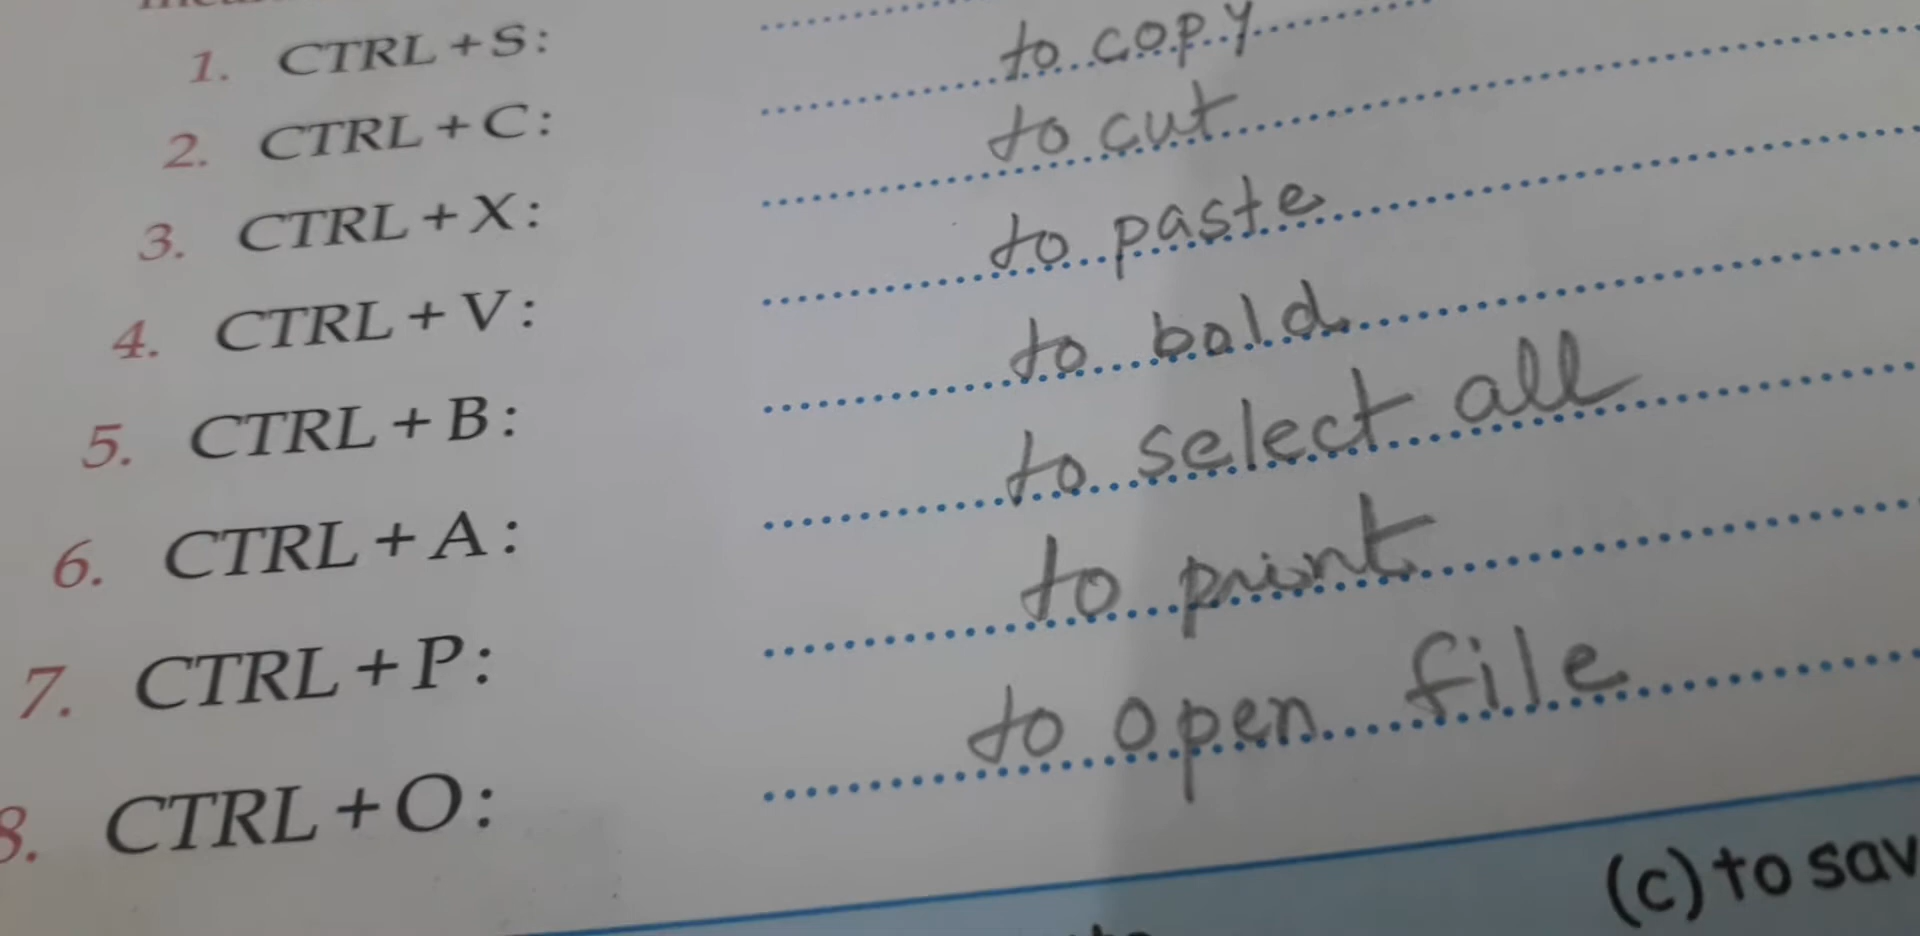 1. CTRL + S:
2. CTRL + C: to copy
3. CTRL + X: to cut
4. CTRL + V: to paste
5. CTRL + B: to bold
6. CTRL + A: to select all
7. CTRL + P: to print
8. CTRL + O: to open file
(c) to sav